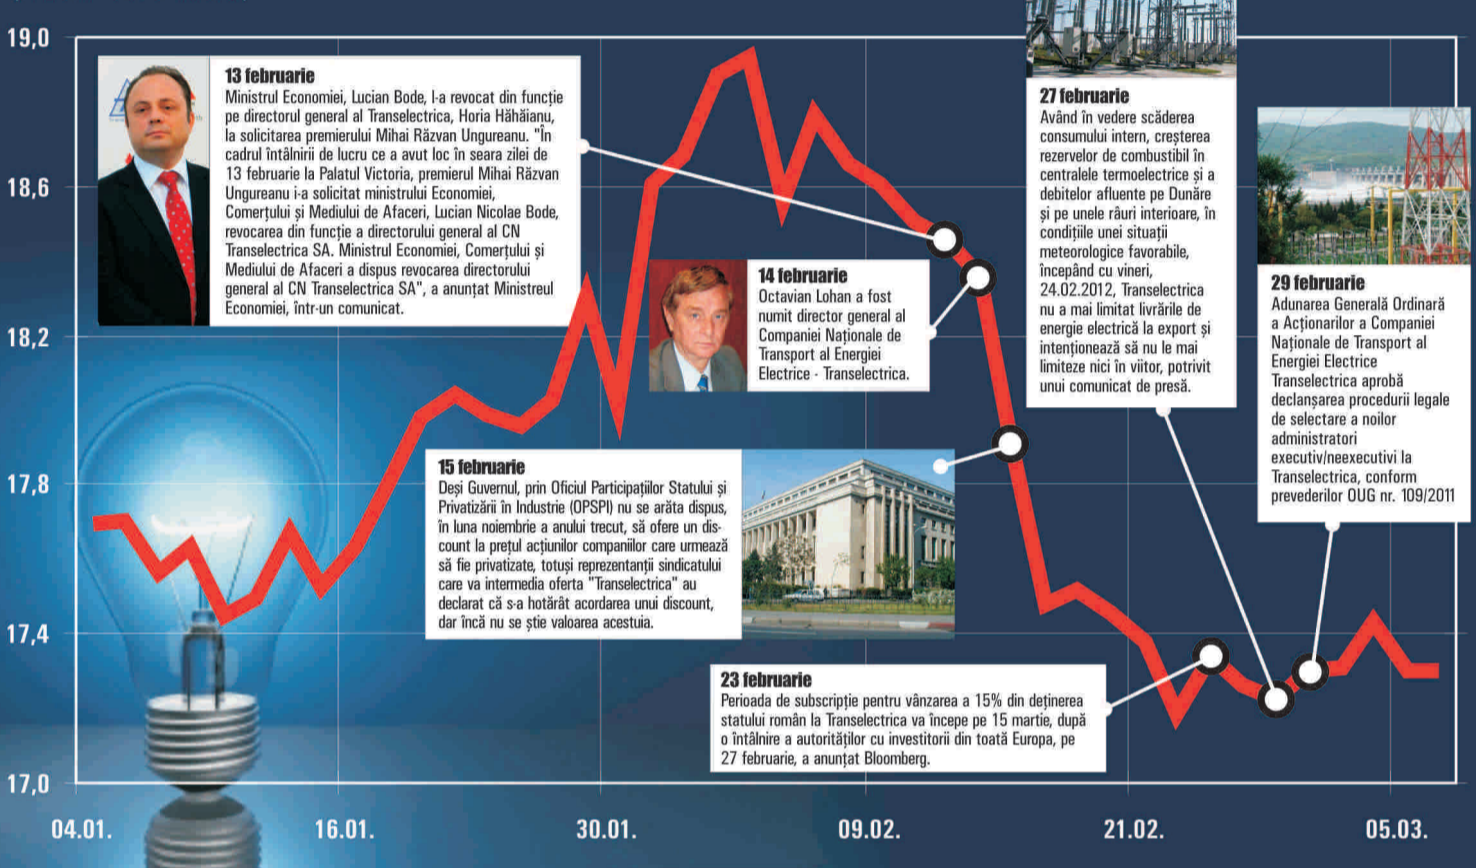 19,0
18,6
18,2
17,8
17,4
17,0
13 februarie
Ministrul Economiei, Lucian Bode, l-a revocat din funcție
pe directorul general al Transelectrica, Horia Hăhăianu,
la solicitarea premierului Mihai Răzvan Ungureanu. "În
cadrul întâlnirii de lucru ce a avut loc în seara zilei de
13 februarie la Palatul Victoria, premierul Mihai Răzvan
Ungureanu i-a solicitat ministrului Economiei,
Comerțului și Mediului de Afaceri, Lucian Nicolae Bode,
revocarea din funcție a directorului general al CN
Transelectrica SA. Ministrul Economiei, Comerțului și
Mediului de Afaceri a dispus revocarea directorului
general al CN Transelectrica SA", a anunțat Ministreul
Economiei, într-un comunicat.
14 februarie
Octavian Lohan a fost
numit director general al
Companiei Naționale de
Transport al Energiei
Electrice - Transelectrica.
15 februarie
Deși Guvernul, prin Oficiul Participațiilor Statului și
Privatizării în Industrie (OPSPI) nu se arăta dispus,
în luna noiembrie a anului trecut, să ofere un dis-
count la prețul acțiunilor companiilor care urmează
să fie privatizate, totuși reprezentanții sindicatului
care va intermedia oferta "Transelectrica" au
declarat că s-a hotărât acordarea unui discount,
dar încă nu se știe valoarea acestuia.
23 februarie
Perioada de subscripție pentru vânzarea a 15% din deținerea
statului român la Transelectrica va începe pe 15 martie, după
o întâlnire a autorităților cu investitorii din toată Europa, pe
27 februarie, a anunțat Bloomberg.
27 februarie
Având în vedere scăderea
consumului intern, creșterea
rezervelor de combustibil în
centralele termoelectrice și a
debitelor afluente pe Dunăre
și pe unele râuri interioare, în
condițiile unei situații
meteorologice favorabile,
începând cu vineri,
24.02.2012, Transelectrica
nu a mai limitat livrările de
energie electrică la export și
intenționează să nu le mai
limiteze nici în viitor, potrivit
unui comunicat de presă.
29 februarie
Adunarea Generală Ordinară
a Acționarilor a Companiei
Naționale de Transport al
Energiei Electrice
Transelectrica aprobă
declanșarea procedurii legale
de selectare a noilor
administratori
executiv/neexecutivi la
Transelectrica, conform
prevederilor OUG nr. 109/2011
04.01.
16.01.
30.01.
09.02.
21.02.
05.03.